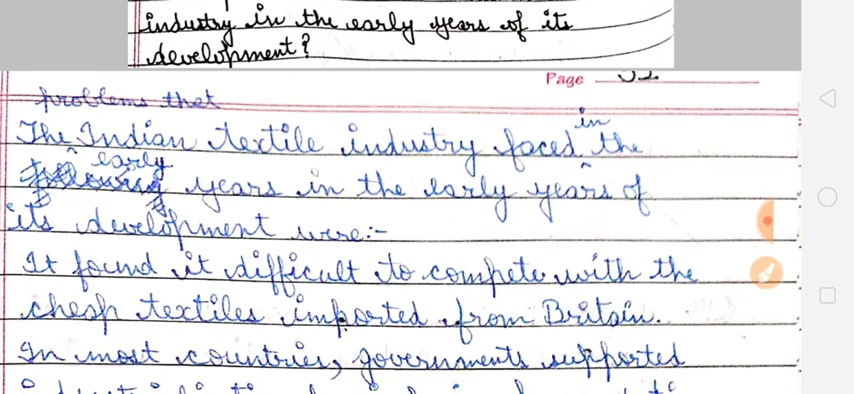 industry in the early years of its
development?
Page 01
problems that
The Indian textile industry faced in the
early years in the early years of
its development were:-
It found it difficult to compete with the
cheap textiles imported from Britain.
In most countries, governments supported